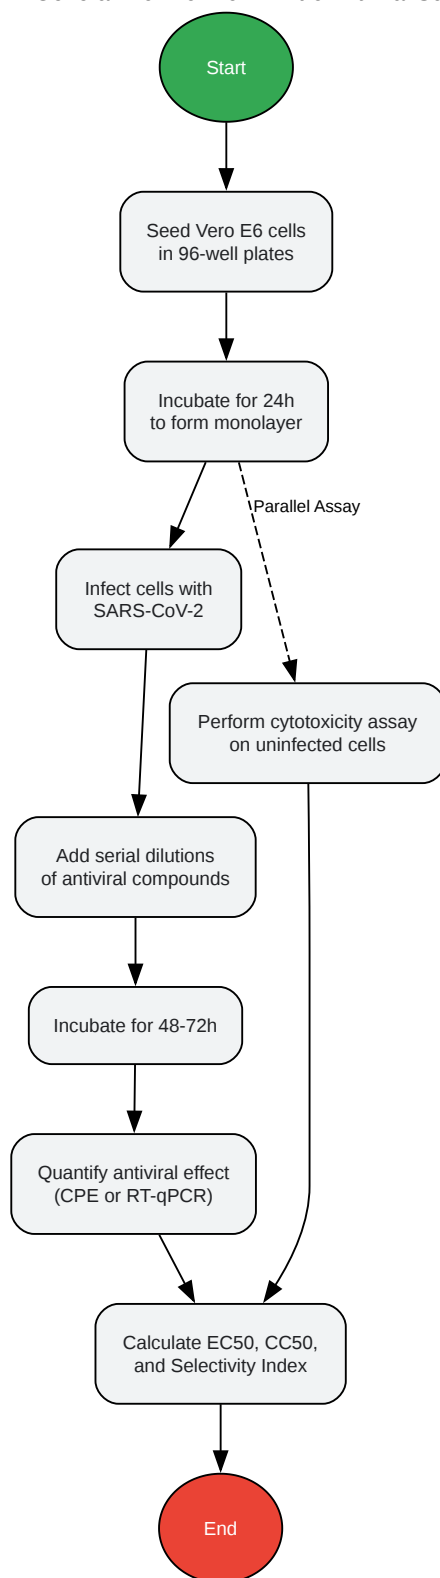 Start
Seed Vero E6 cells
in 96-well plates
Incubate for 24h
to form monolayer
Parallel Assay
Infect cells with
SARS-CoV-2
Perform cytotoxicity assay
on uninfected cells
Add serial dilutions
of antiviral compounds
Incubate for 48-72h
Quantify antiviral effect
(CPE or RT-qPCR)
Calculate EC50, CC50,
and Selectivity Index
End